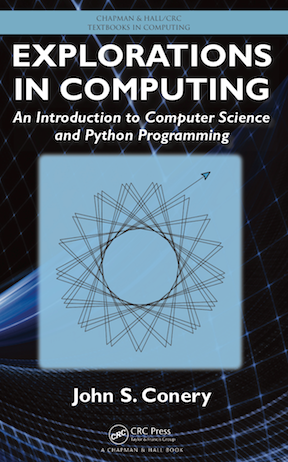 CHAPMAN & HALL/CRC
TEXTBOOKS IN COMPUTING
EXPLORATIONS
IN COMPUTING
An Introduction to Computer Science
and Python Programming
John S. Conery
CRC CRC Press
Taylor & Francis Group
A CHAPMAN & HALL BOOK